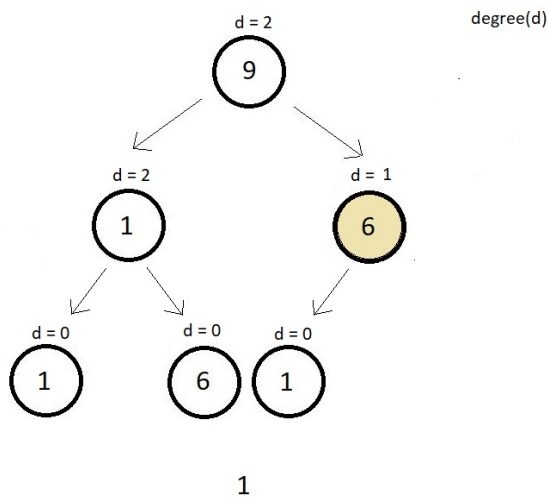 degree(d)
d = 2
9
d = 2
d = 1
1
6
d = 0
d = 0
d = 0
1
6
1
1